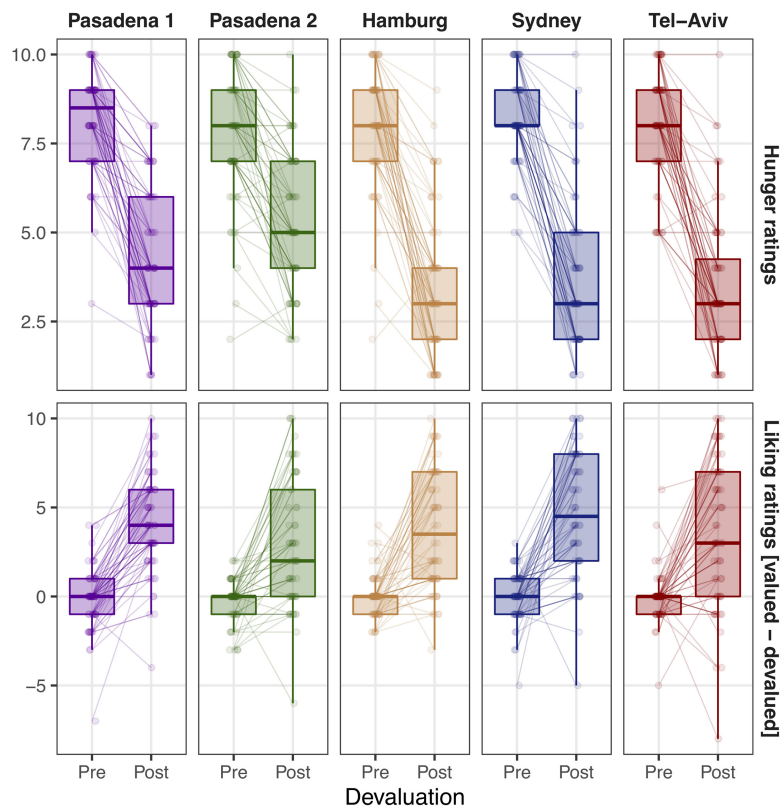 Pasadena 1 Pasadena 2 Hamburg Sydney Tel−Aviv
10.0
7.5
5.0
2.5
Hunger ratings
10
5
0
−5
Liking ratings [valued − devalued]
Pre Post Pre Post Pre Post Pre Post Pre Post
Devaluation